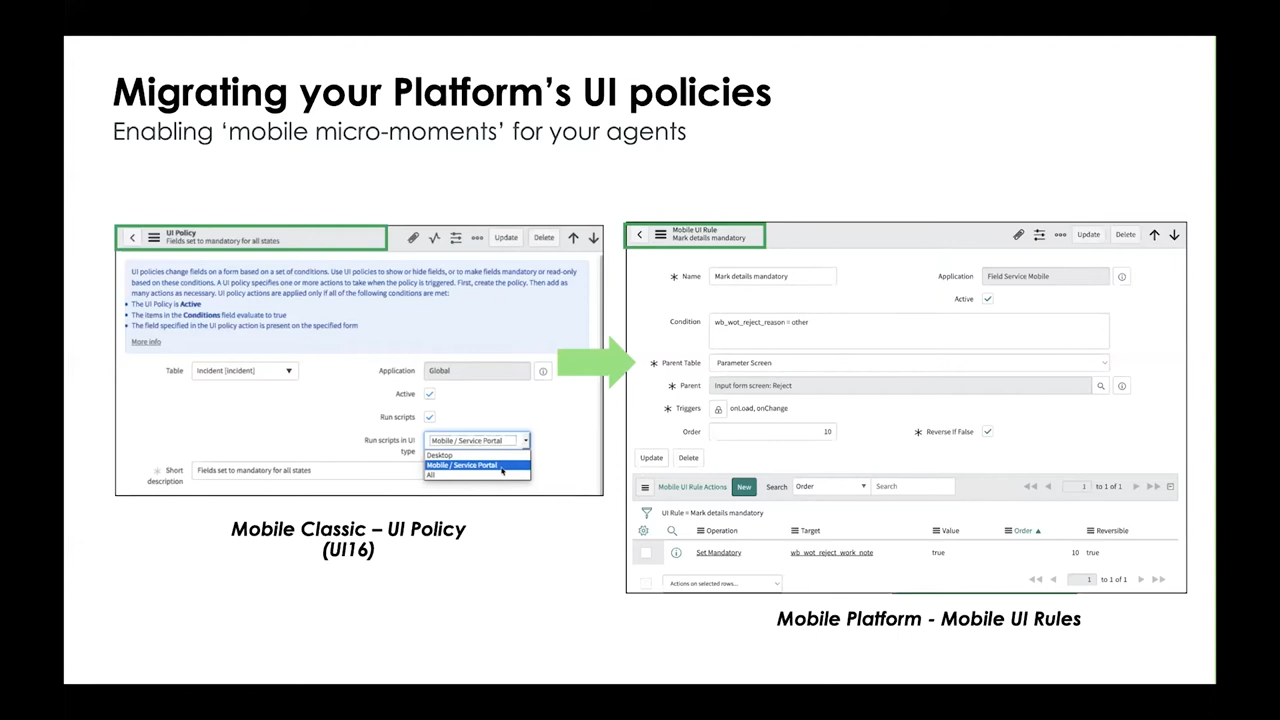 Migrating your Platform’s UI policies
Enabling ‘mobile micro-moments’ for your agents
UI Policy
Fields set to mandatory for all states
Update
Delete
UI policies change fields on a form based on a set of conditions. Use UI policies to show or hide fields, or to make fields mandatory or read-only
based on these conditions. A UI policy specifies one or more actions to take when the policy is triggered. First, create the policy. Then add as
many actions as necessary. UI policy actions are applied only if all of the following conditions are met:
• The UI Policy is Active
• The items in the Conditions field evaluate to true
• The field specified in the UI policy action is present on the specified form
More info
Table
Incident [incident]
Application
Global
Active
Run scripts
Run scripts in UI
type
Mobile / Service Portal
Desktop
Mobile / Service Portal
All
Short
description
Fields set to mandatory for all states
Mobile Classic – UI Policy
(UI16)
Mobile UI Rule
Mark details mandatory
Update
Delete
Name
Mark details mandatory
Application
Field Service Mobile
Active
Condition
wb_wot_reject_reason = other
Parent Table
Parameter Screen
Parent
Input form screen: Reject
Triggers
onLoad, onChange
Order
10
Reverse If False
Update
Delete
Mobile UI Rule Actions
New
Search
Order
Search
1 to 1 of 1
UI Rule = Mark details mandatory
Operation
Target
Value
Order
Reversible
Set Mandatory
wb_wot_reject_work_note
true
10
true
Actions on selected rows...
1 to 1 of 1
Mobile Platform - Mobile UI Rules